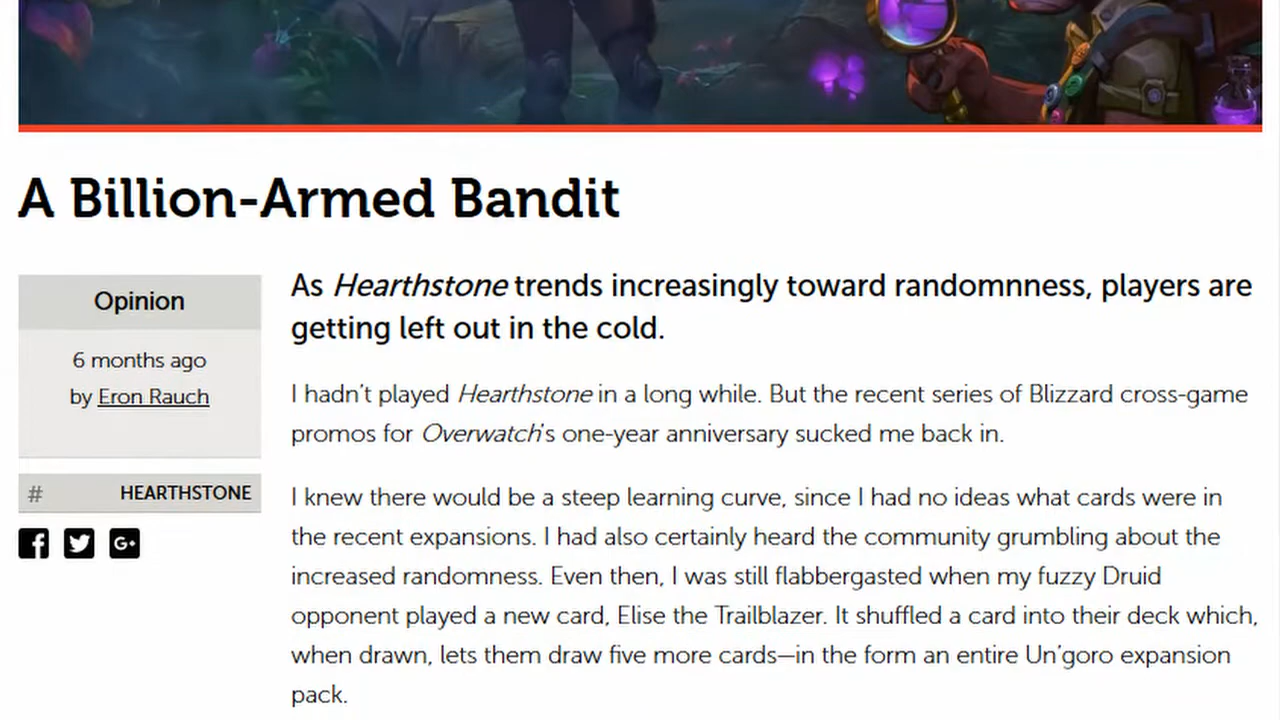 A Billion-Armed Bandit
Opinion
6 months ago
by Eron Rauch
# HEARTHSTONE
As Hearthstone trends increasingly toward randomnness, players are
getting left out in the cold.
I hadn't played Hearthstone in a long while. But the recent series of Blizzard cross-game
promos for Overwatch's one-year anniversary sucked me back in.
I knew there would be a steep learning curve, since I had no ideas what cards were in
the recent expansions. I had also certainly heard the community grumbling about the
increased randomness. Even then, I was still flabbergasted when my fuzzy Druid
opponent played a new card, Elise the Trailblazer. It shuffled a card into their deck which,
when drawn, lets them draw five more cards—in the form an entire Un'goro expansion
pack.